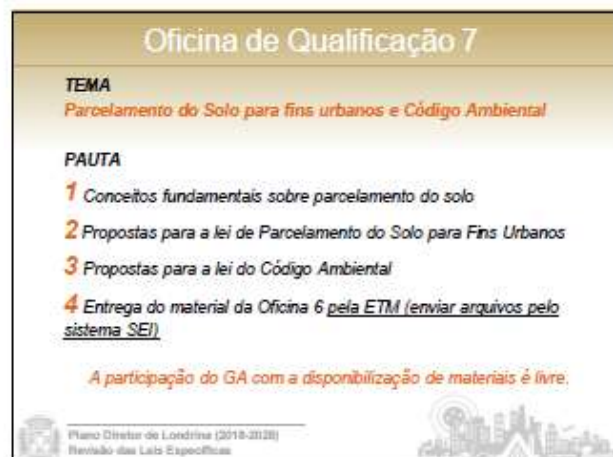 Oficina de Qualificação 7
TEMA
Parcelamento do Solo para fins urbanos e Código Ambiental
PAUTA
1 Conceitos fundamentais sobre parcelamento do solo
2 Propostas para a lei de Parcelamento do Solo para Fins Urbanos
3 Propostas para a lei do Código Ambiental
4 Entrega do material da Oficina 6 pela ETM (enviar arquivos pelo
sistema SEI)
A participação do GA com a disponibilização de materiais é livre.
Plano Diretor de Londrina (2018-2028)
Revisão das Leis Específicas